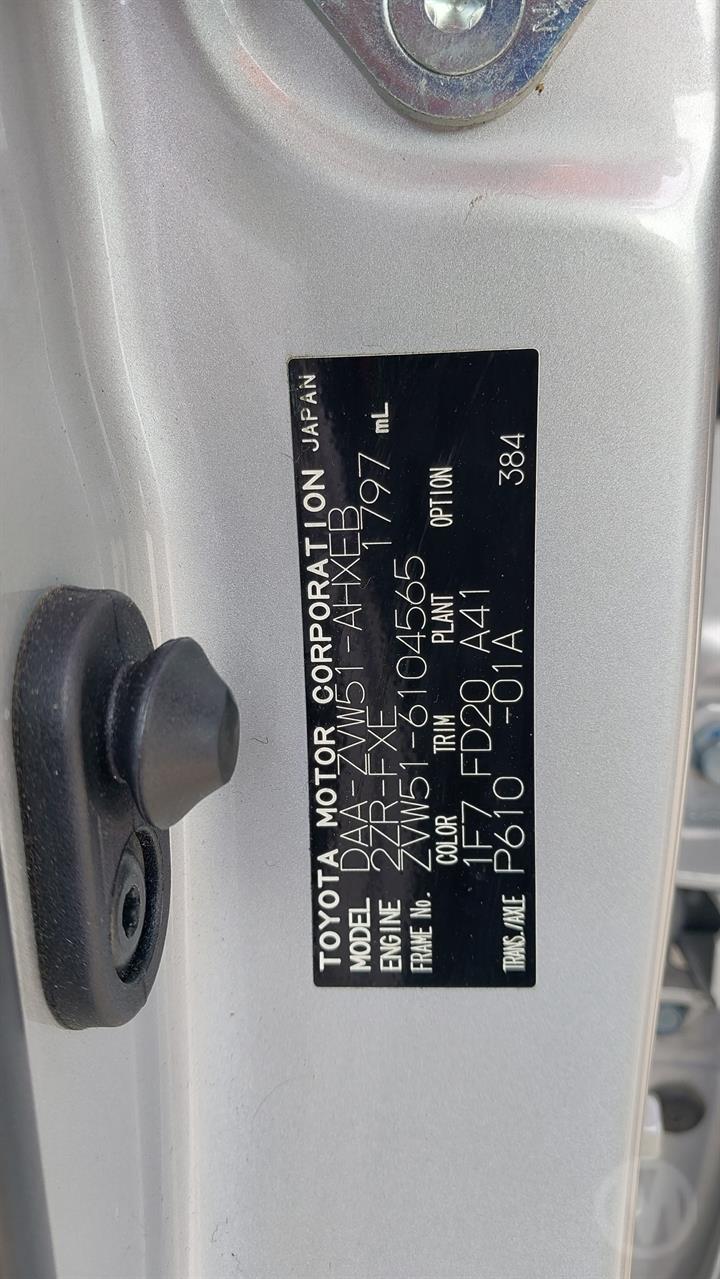 TOYOTA MOTOR CORPORATION JAPAN
MODEL DAA-ZVW51-AHXEB
ENGINE 2ZR-FXE 1797 mL
FRAME No. ZVW51-6104565
COLOR TRIM PLANT OPTION
1F7 FD20 A41
TRANS./AXLE P610 -01A 384